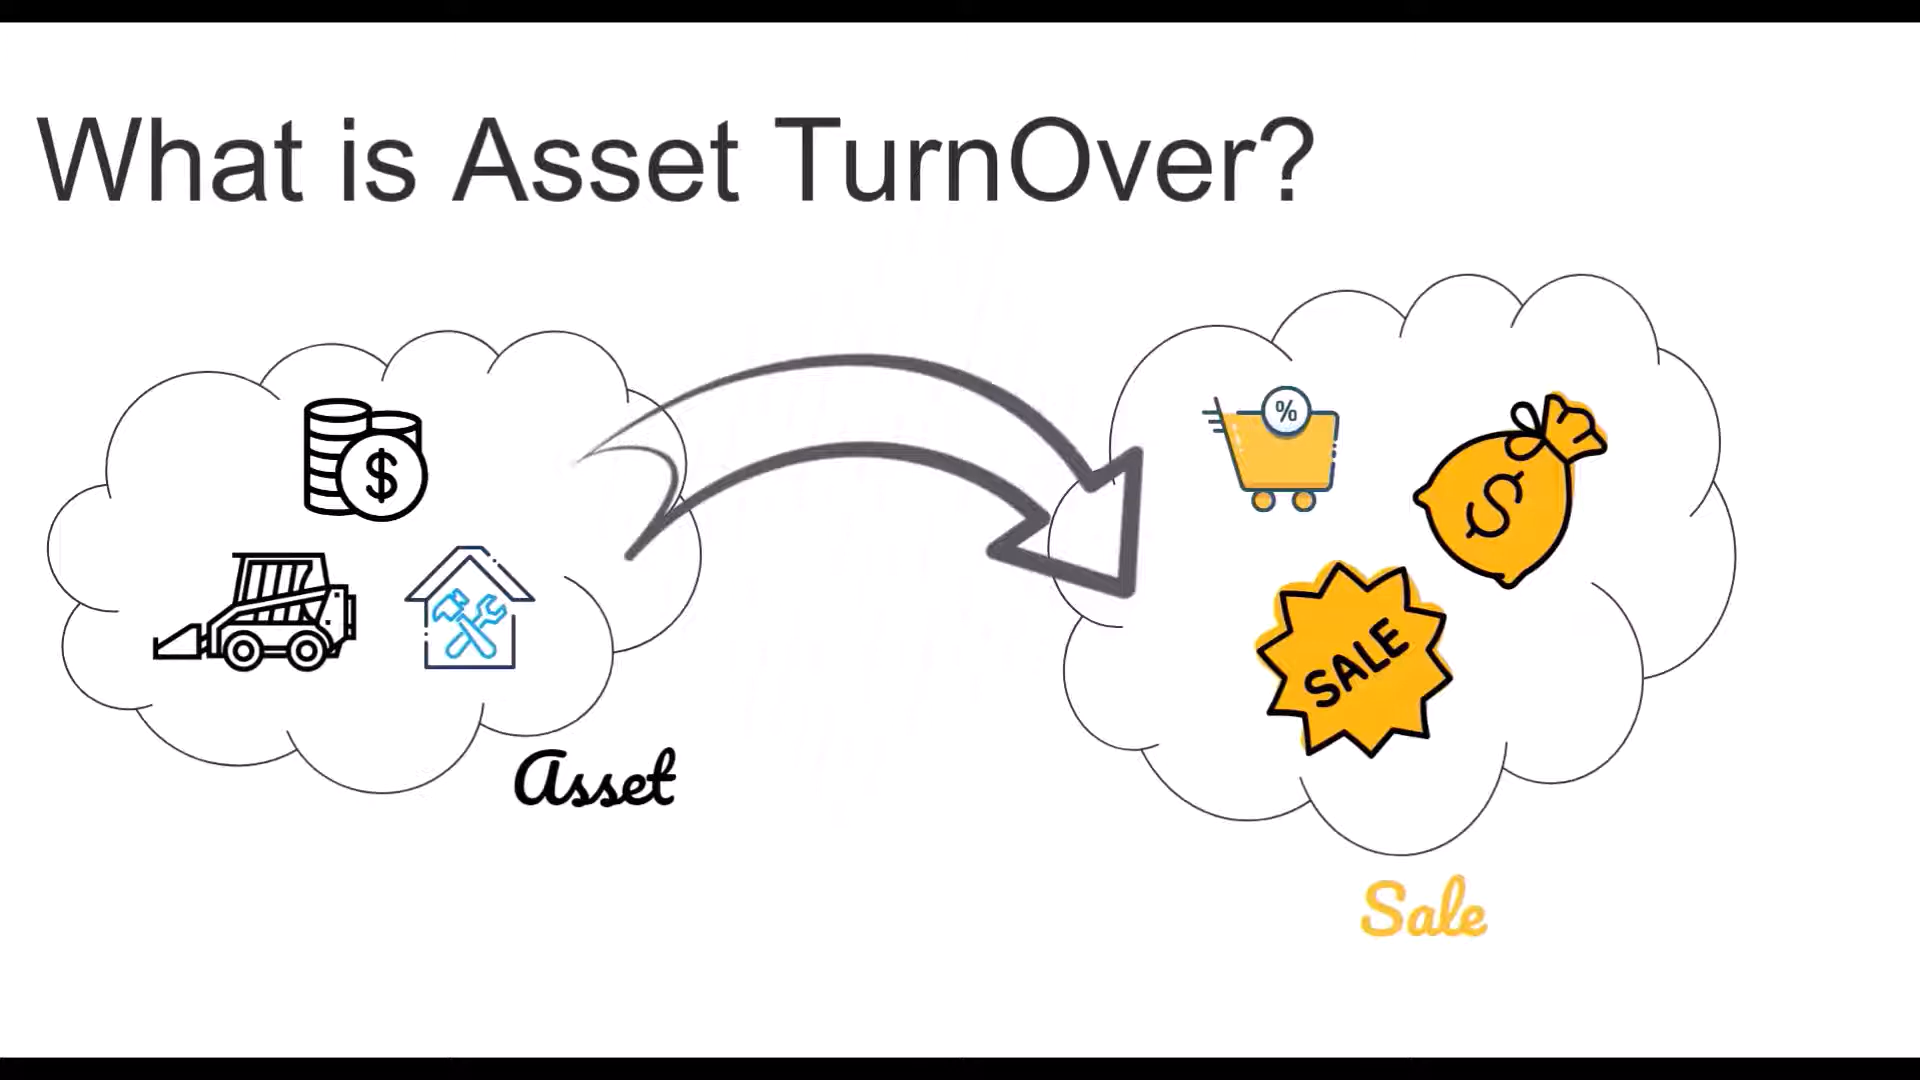 What is Asset TurnOver?
$
%
$
SALE
Asset
Sale